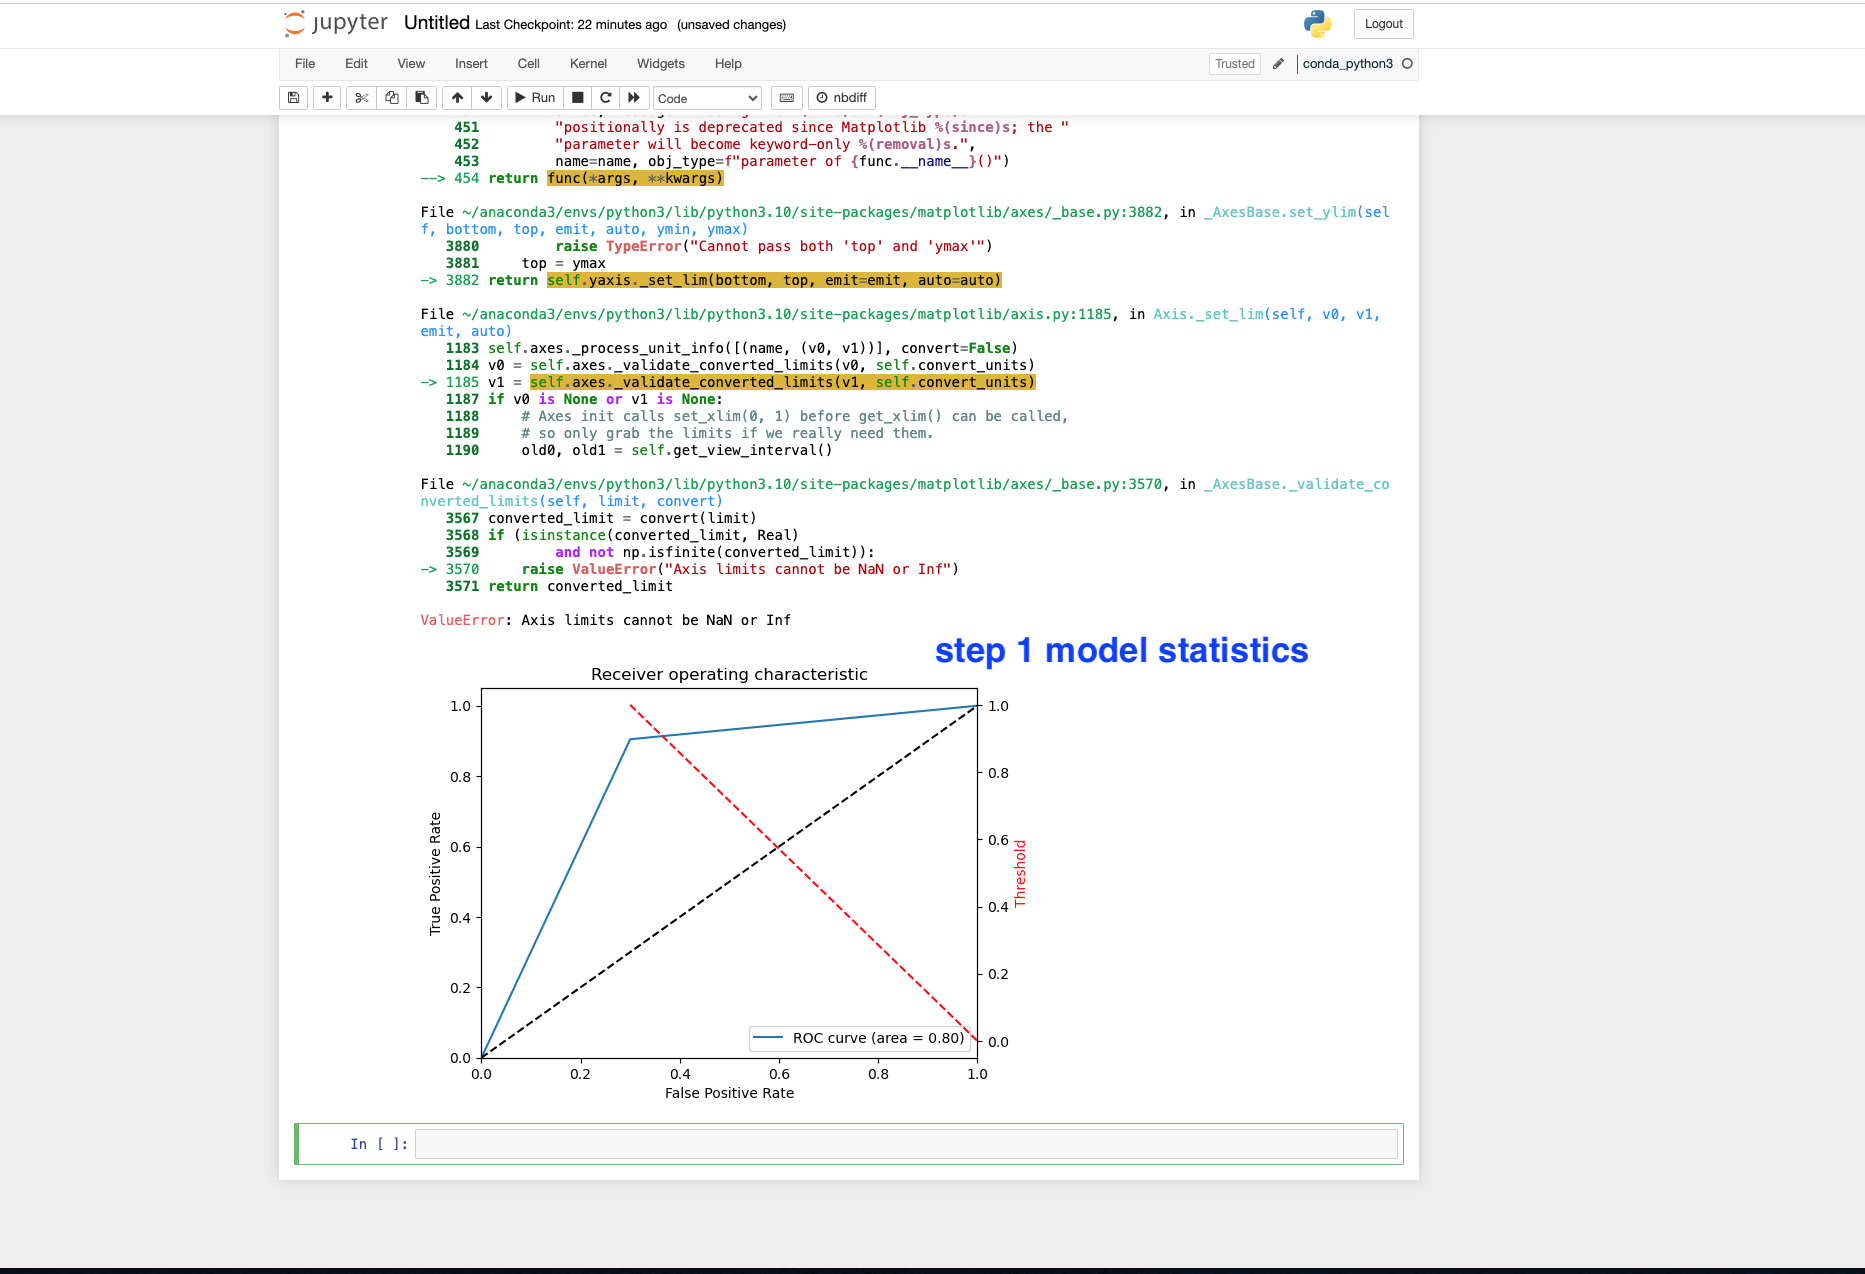 jupyter Untitled Last Checkpoint: 22 minutes ago (unsaved changes) Logout
File Edit View Insert Cell Kernel Widgets Help Trusted conda_python3
Run Code nbdiff
451 "positionally is deprecated since Matplotlib %(since)s; the "
452 "parameter will become keyword-only %(removal)s.",
453 name=name, obj_type=f"parameter of {func.__name__}()")
--> 454 return func(*args, **kwargs)
File ~/anaconda3/envs/python3/lib/python3.10/site-packages/matplotlib/axes/_base.py:3882, in _AxesBase.set_ylim(sel
f, bottom, top, emit, auto, ymin, ymax)
3880 raise TypeError("Cannot pass both 'top' and 'ymax'")
3881 top = ymax
-> 3882 return self.yaxis._set_lim(bottom, top, emit=emit, auto=auto)
File ~/anaconda3/envs/python3/lib/python3.10/site-packages/matplotlib/axis.py:1185, in Axis._set_lim(self, v0, v1,
emit, auto)
1183 self.axes._process_unit_info([(name, (v0, v1))], convert=False)
1184 v0 = self.axes._validate_converted_limits(v0, self.convert_units)
-> 1185 v1 = self.axes._validate_converted_limits(v1, self.convert_units)
1187 if v0 is None or v1 is None:
1188 # Axes init calls set_xlim(0, 1) before get_xlim() can be called,
1189 # so only grab the limits if we really need them.
1190 old0, old1 = self.get_view_interval()
File ~/anaconda3/envs/python3/lib/python3.10/site-packages/matplotlib/axes/_base.py:3570, in _AxesBase._validate_co
nverted_limits(self, limit, convert)
3567 converted_limit = convert(limit)
3568 if (isinstance(converted_limit, Real)
3569 and not np.isfinite(converted_limit)):
-> 3570 raise ValueError("Axis limits cannot be NaN or Inf")
3571 return converted_limit
ValueError: Axis limits cannot be NaN or Inf
step 1 model statistics
Receiver operating characteristic
1.0
0.8
0.6
0.4
0.2
0.0
True Positive Rate
1.0
0.8
0.6
0.4
0.2
0.0
Threshold
ROC curve (area = 0.80)
0.0 0.2 0.4 0.6 0.8 1.0
False Positive Rate
In [ ]: